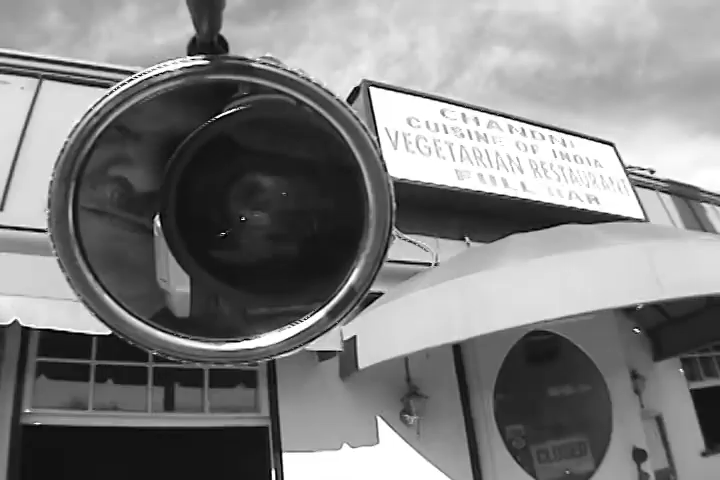 CHANDNI
CUISINE OF INDIA
VEGETARIAN RESTAURANT
FULL BAR
CLOSED